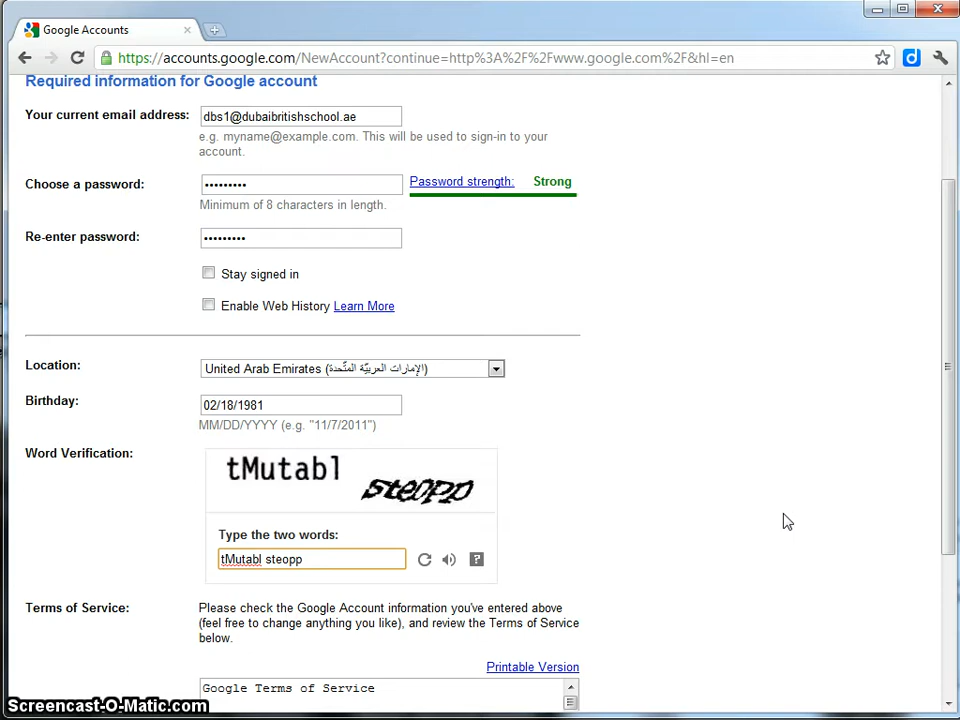 Google Accounts
https://accounts.google.com/NewAccount?continue=http%3A%2F%2Fwww.google.com%2F&hl=en
Required information for Google account
Your current email address:
dbs1@dubaibritishschool.ae
e.g. myname@example.com. This will be used to sign-in to your
account.
Choose a password:
Password strength: Strong
Minimum of 8 characters in length.
Re-enter password:
Stay signed in
Enable Web History Learn More
Location:
United Arab Emirates (الإمارات العربيّة المتّحدة)
Birthday:
02/18/1981
MM/DD/YYYY (e.g. "11/7/2011")
Word Verification:
tMutabl steopp
Type the two words:
tMutabl steopp
Terms of Service:
Please check the Google Account information you've entered above
(feel free to change anything you like), and review the Terms of Service
below.
Printable Version
Google Terms of Service
Screencast-O-Matic.com